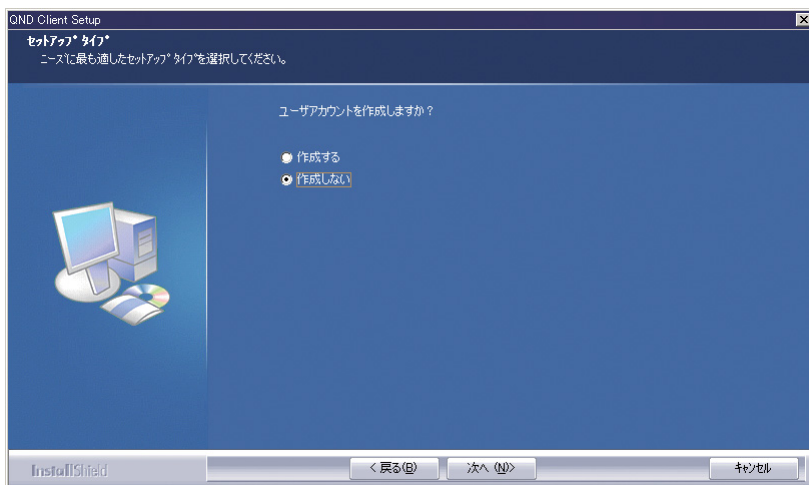 QND Client Setup
セットアップ タイプ
ニーズに最も適したセットアップ タイプを選択してください。
ユーザアカウントを作成しますか？
作成する
作成しない
InstallShield
< 戻る(B)
次へ (N)>
キャンセル